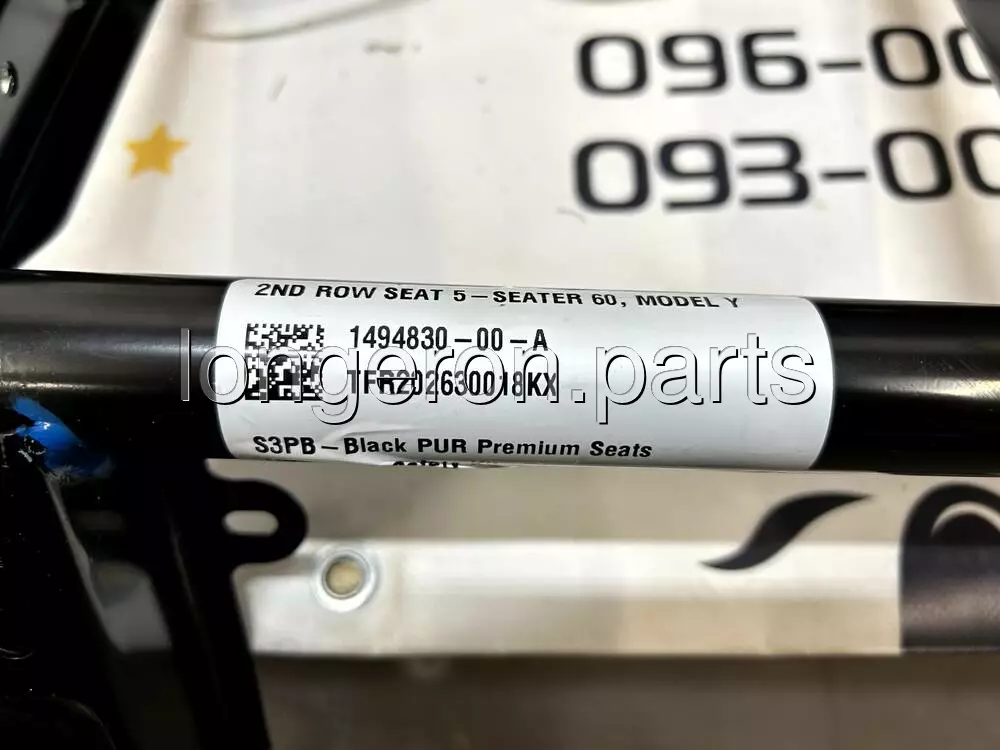 096-00
093-00
2ND ROW SEAT 5-SEATER 60, MODEL Y
1494830-00-A
TFR202630018KX
longeron.parts
S3PB-Black PUR Premium Seats